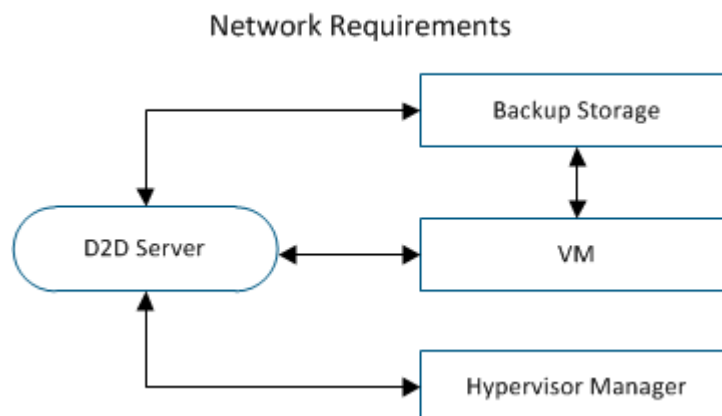 Network Requirements
Backup Storage
D2D Server
VM
Hypervisor Manager